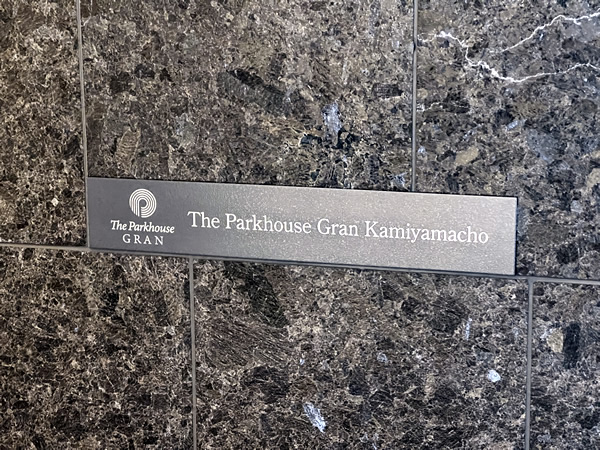 The Parkhouse
GRAN
The Parkhouse Gran Kamiyamacho